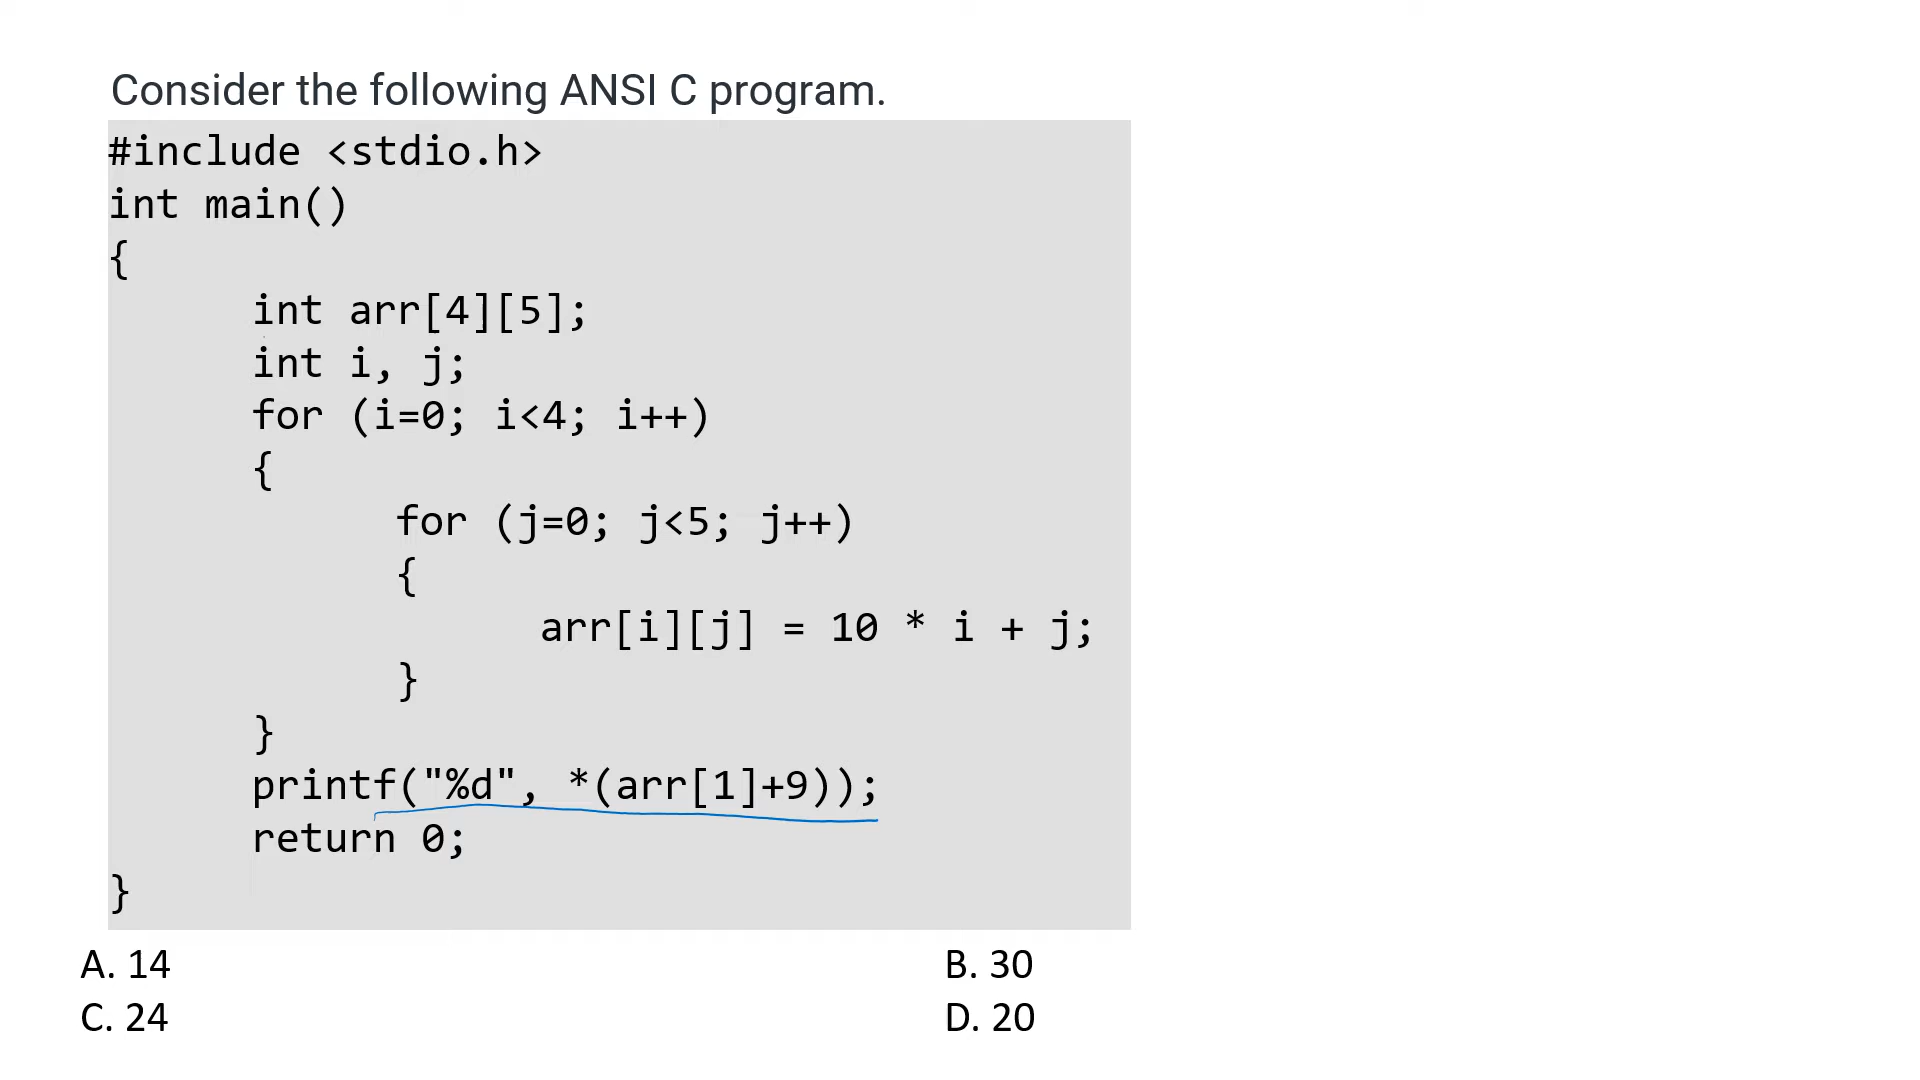 Consider the following ANSI C program.
#include <stdio.h>
int main()
{
int arr[4][5];
int i, j;
for (i=0; i<4; i++)
{
for (j=0; j<5; j++)
{
arr[i][j] = 10 * i + j;
}
}
printf("%d", *(arr[1]+9));
return 0;
}
A. 14
B. 30
C. 24
D. 20